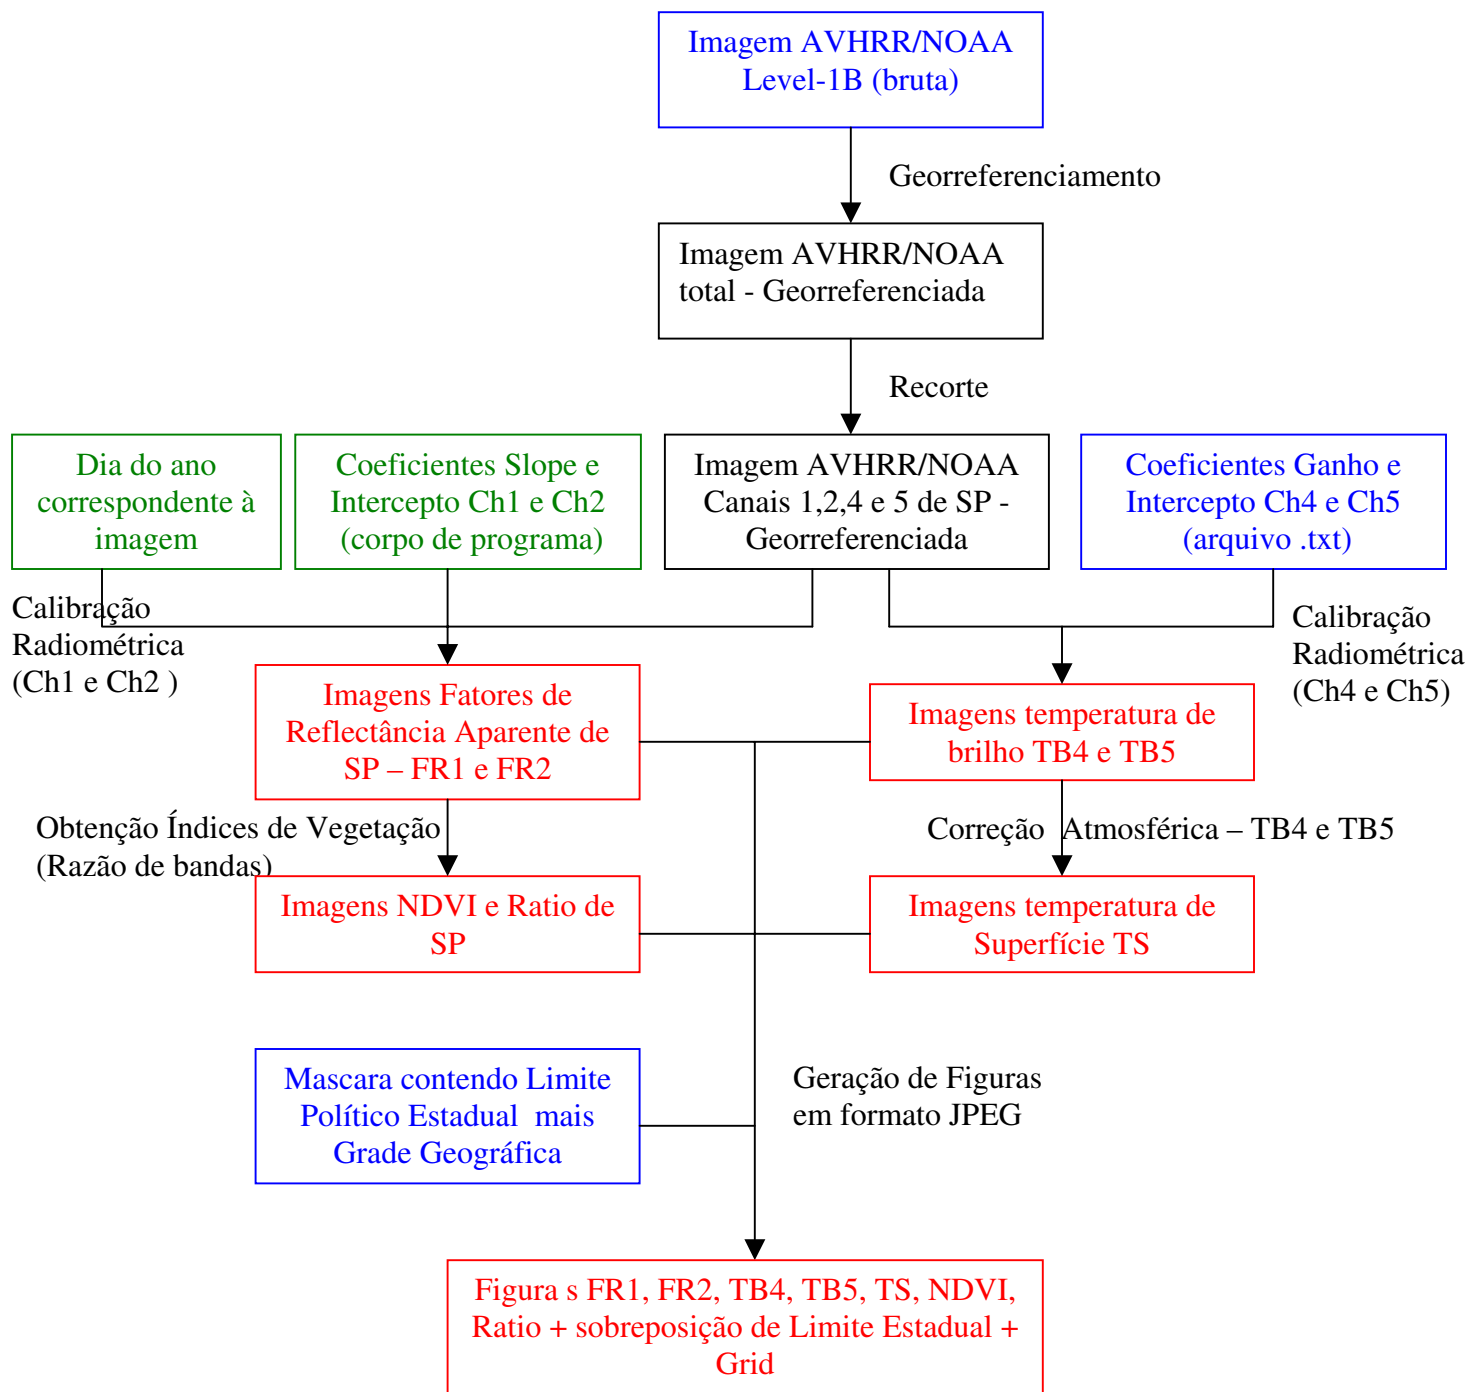 Imagem AVHRR/NOAA
Level-1B (bruta)
Georreferenciamento
Imagem AVHRR/NOAA
total - Georreferenciada
Recorte
Dia do ano
correspondente à
imagem
Coeficientes Slope e
Intercepto Ch1 e Ch2
(corpo de programa)
Imagem AVHRR/NOAA
Canais 1,2,4 e 5 de SP -
Georreferenciada
Coeficientes Ganho e
Intercepto Ch4 e Ch5
(arquivo .txt)
Calibração
Radiométrica
(Ch1 e Ch2 )
Calibração
Radiométrica
(Ch4 e Ch5)
Imagens Fatores de
Reflectância Aparente de
SP – FR1 e FR2
Imagens temperatura de
brilho TB4 e TB5
Obtenção Índices de Vegetação
(Razão de bandas)
Correção Atmosférica – TB4 e TB5
Imagens NDVI e Ratio de
SP
Imagens temperatura de
Superfície TS
Mascara contendo Limite
Político Estadual mais
Grade Geográfica
Geração de Figuras
em formato JPEG
Figura s FR1, FR2, TB4, TB5, TS, NDVI,
Ratio + sobreposição de Limite Estadual +
Grid